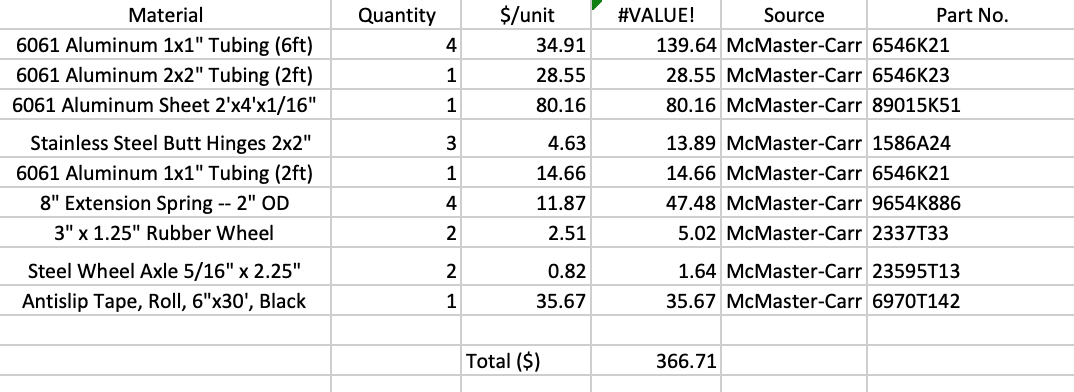 Material Quantity $/unit #VALUE! Source Part No.
6061 Aluminum 1x1" Tubing (6ft) 4 34.91 139.64 McMaster-Carr 6546K21
6061 Aluminum 2x2" Tubing (2ft) 1 28.55 28.55 McMaster-Carr 6546K23
6061 Aluminum Sheet 2'x4'x1/16" 1 80.16 80.16 McMaster-Carr 89015K51
Stainless Steel Butt Hinges 2x2" 3 4.63 13.89 McMaster-Carr 1586A24
6061 Aluminum 1x1" Tubing (2ft) 1 14.66 14.66 McMaster-Carr 6546K21
8" Extension Spring -- 2" OD 4 11.87 47.48 McMaster-Carr 9654K886
3" x 1.25" Rubber Wheel 2 2.51 5.02 McMaster-Carr 2337T33
Steel Wheel Axle 5/16" x 2.25" 2 0.82 1.64 McMaster-Carr 23595T13
Antislip Tape, Roll, 6"x30', Black 1 35.67 35.67 McMaster-Carr 6970T142
Total ($) 366.71